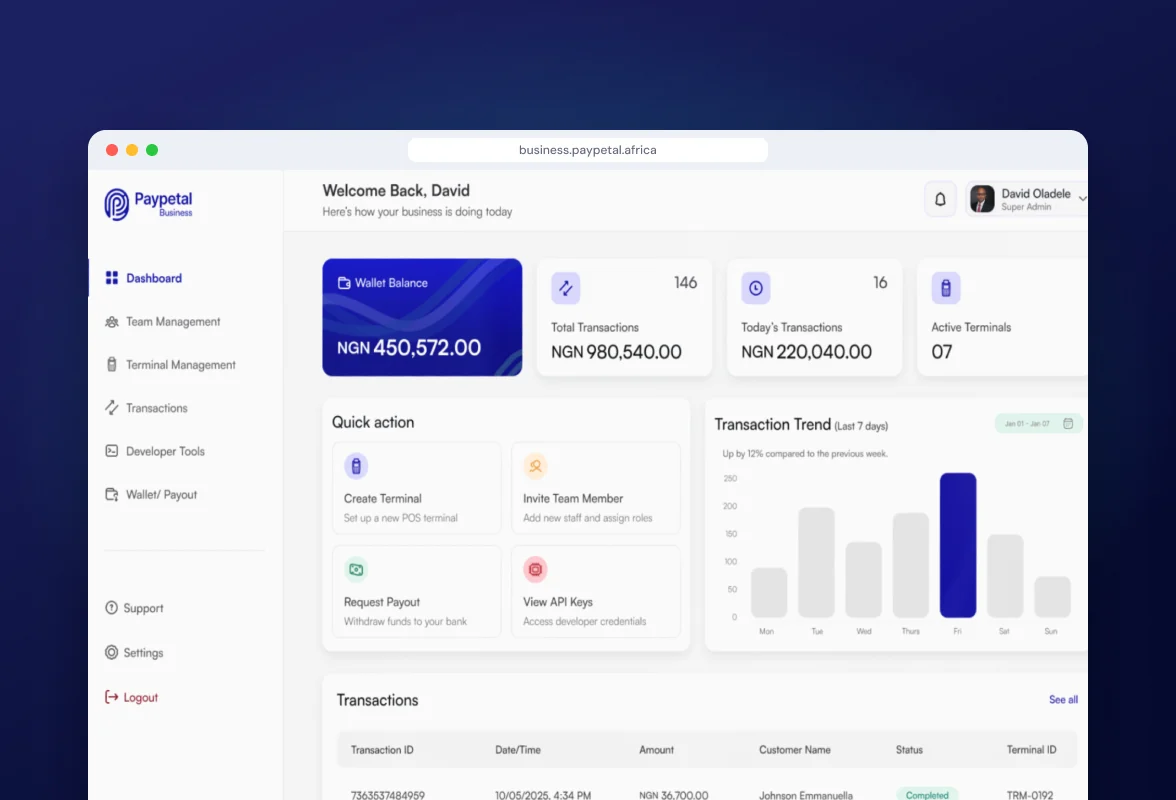 business.paypetal.africa
Paypetal
Business
Welcome Back, David
Here's how your business is doing today
David Oladele
Super Admin
Dashboard
Team Management
Terminal Management
Transactions
Developer Tools
Wallet/ Payout
Support
Settings
Logout
Wallet Balance
NGN 450,572.00
146
Total Transactions
NGN 980,540.00
16
Today's Transactions
NGN 220,040.00
Active Terminals
07
Quick action
Create Terminal
Set up a new POS terminal
Invite Team Member
Add new staff and assign roles
Request Payout
Withdraw funds to your bank
View API Keys
Access developer credentials
Transaction Trend (Last 7 days)
Jan 01 - Jan 07
Up by 12% compared to the previous week.
250
200
150
100
50
0
Mon Tue Wed Thurs Fri Sat Sun
Transactions
See all
Transaction ID Date/Time Amount Customer Name Status Terminal ID
7363537484959 10/05/2025, 4:34 PM NGN 36,700.00 Johnson Emmanuella Completed TRM-0192